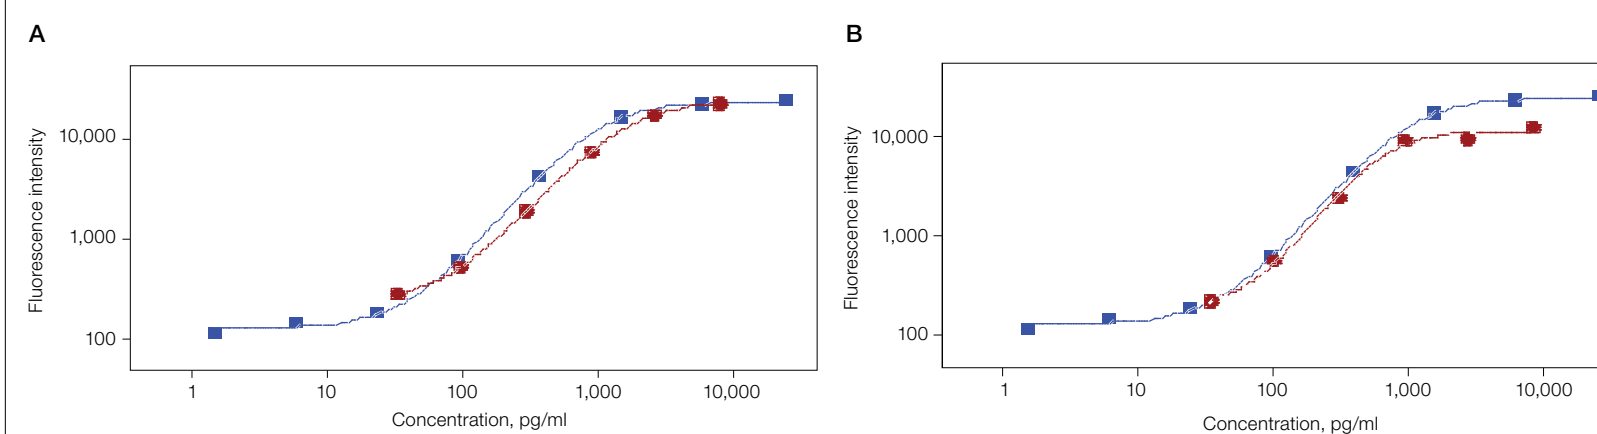 A
Fluorescence intensity
10,000
1,000
100
1 10 100 1,000 10,000
Concentration, pg/ml
B
Fluorescence intensity
10,000
1,000
100
1 10 100 1,000 10,000
Concentration, pg/ml